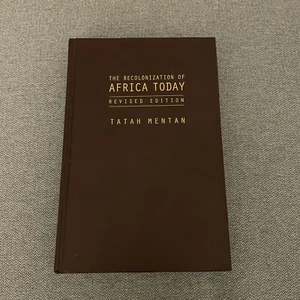 THE RECOLONIZATION OF
AFRICA TODAY
REVISED EDITION
TATAH MENTAN